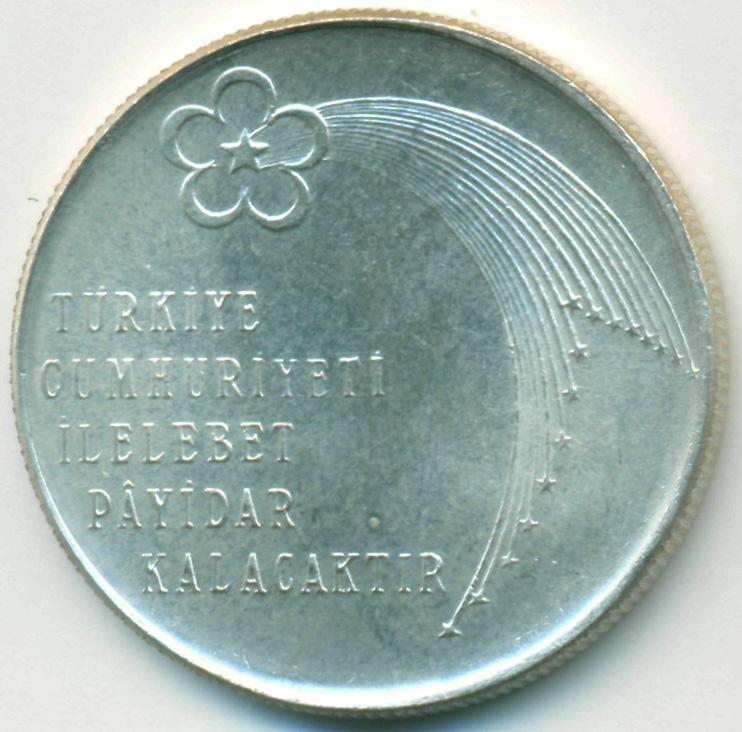 TÜRKİYE
CUMHURİYETİ
İLELEBET
PÂYİDAR
KALACAKTIR